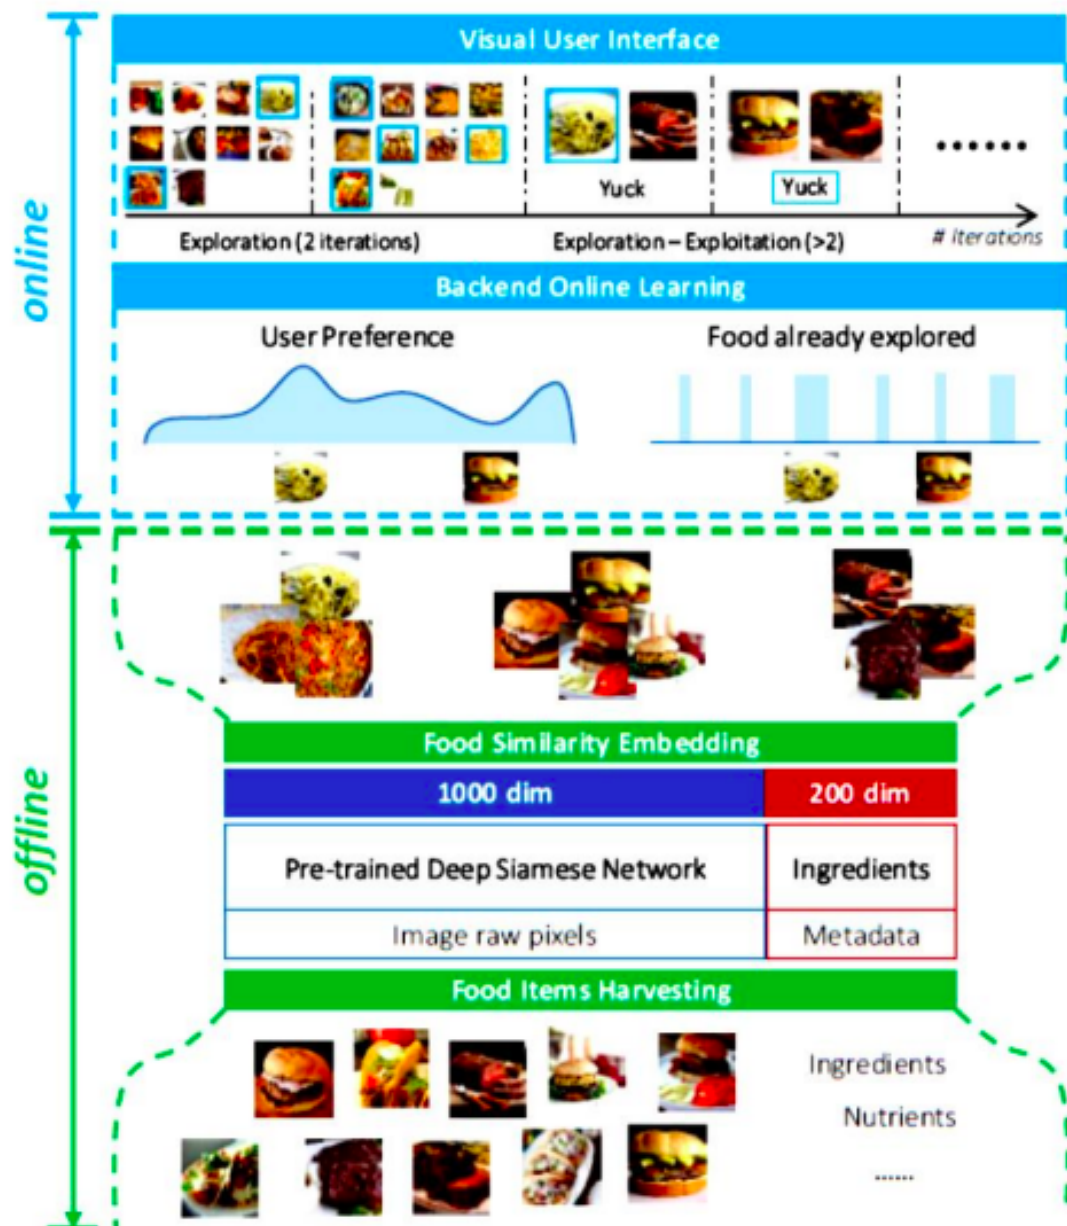 Visual User Interface
Yuck
Yuck
......
Exploration (2 iterations)
Exploration – Exploitation (>2)
# Iterations
online
Backend Online Learning
User Preference
Food already explored
offline
Food Similarity Embedding
1000 dim
200 dim
Pre-trained Deep Siamese Network
Ingredients
Image raw pixels
Metadata
Food Items Harvesting
Ingredients
Nutrients
......